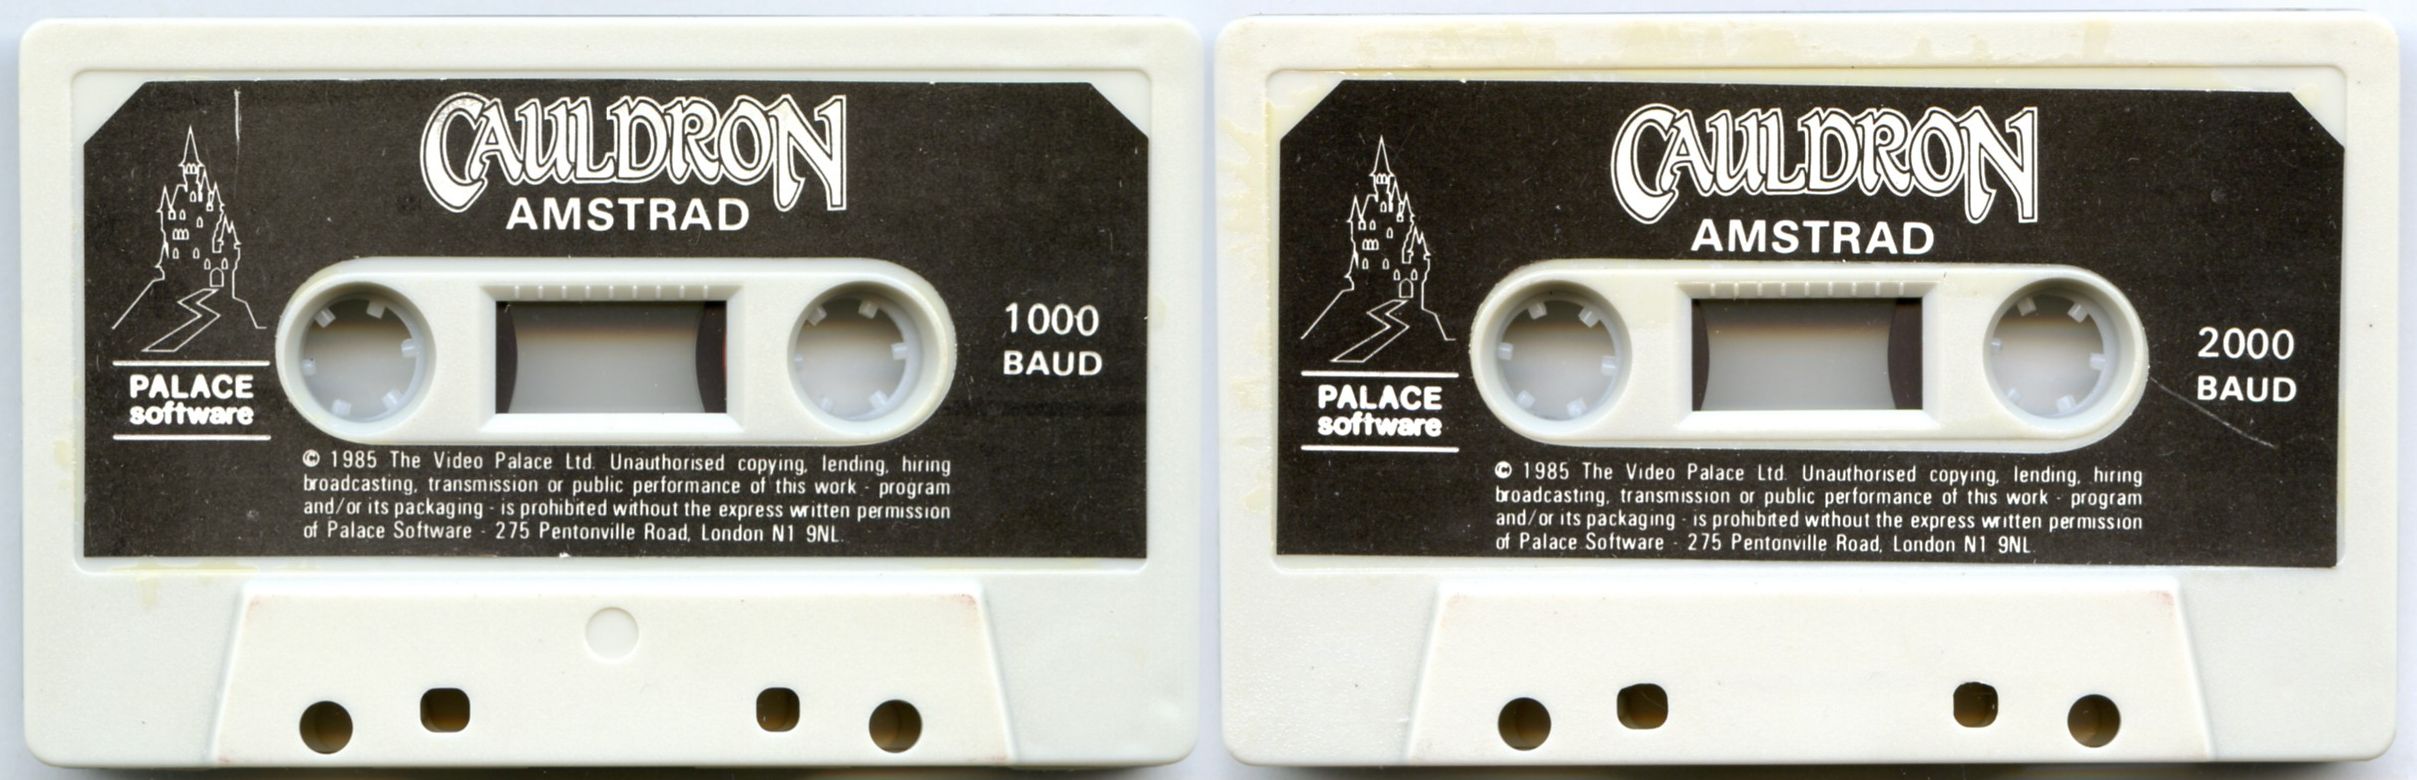 CAULDRON
AMSTRAD
1000
BAUD
PALACE
software
© 1985 The Video Palace Ltd. Unauthorised copying, lending, hiring
broadcasting, transmission or public performance of this work - program
and/or its packaging - is prohibited without the express written permission
of Palace Software - 275 Pentonville Road, London N1 9NL.
CAULDRON
AMSTRAD
2000
BAUD
PALACE
software
© 1985 The Video Palace Ltd. Unauthorised copying, lending, hiring
broadcasting, transmission or public performance of this work - program
and/or its packaging - is prohibited without the express written permission
of Palace Software - 275 Pentonville Road, London N1 9NL.